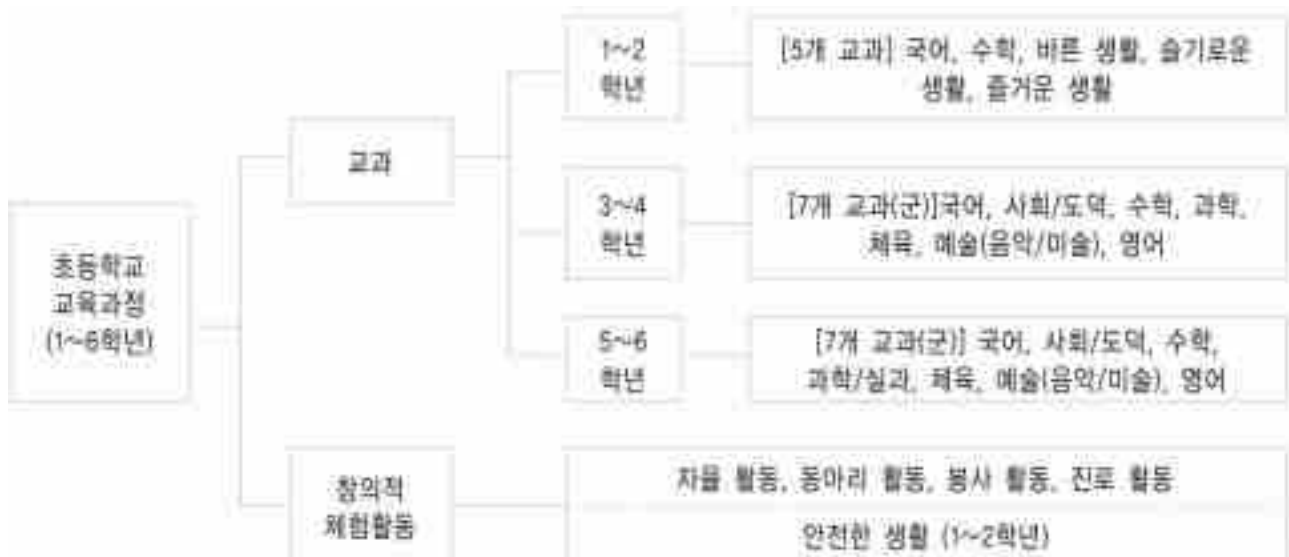 1~2
학년
[5개 교과] 국어, 수학, 바른 생활, 슬기로운
생활, 즐거운 생활
교과
3~4
학년
[7개 교과(군)]국어, 사회/도덕, 수학, 과학,
체육, 예술(음악/미술), 영어
초등학교
교육과정
(1~6학년)
5~6
학년
[7개 교과(군)] 국어, 사회/도덕, 수학,
과학/실과, 체육, 예술(음악/미술), 영어
창의적
체험활동
자율 활동, 동아리 활동, 봉사 활동, 진로 활동
안전한 생활 (1~2학년)